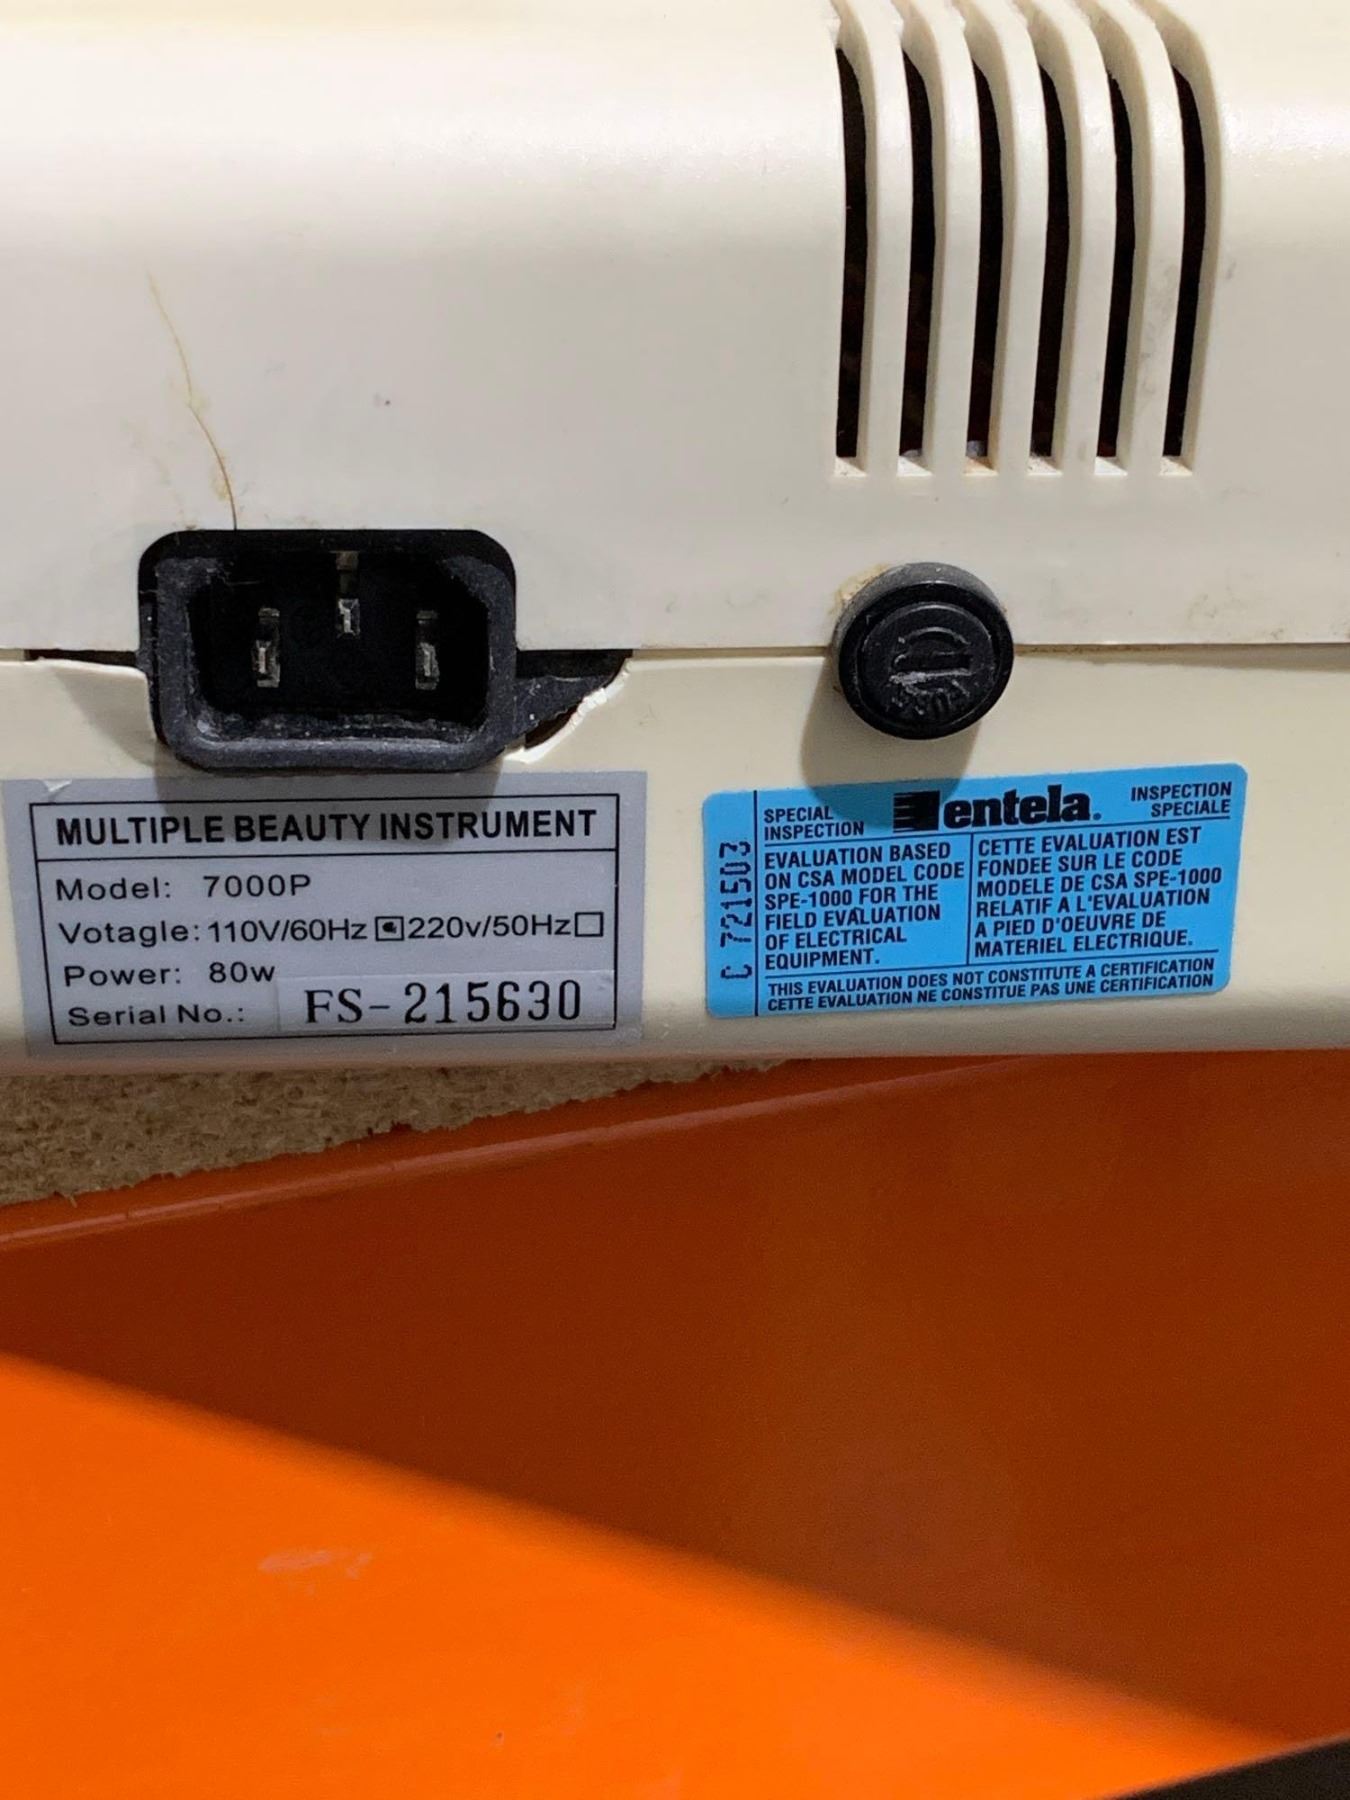 FUSE
MULTIPLE BEAUTY INSTRUMENT
Model: 7000P
Votagle: 110V/60Hz 220v/50Hz
Power: 80w
Serial No.: FS-215630
C 721503
SPECIAL
INSPECTION
entela.
INSPECTION
SPECIALE
EVALUATION BASED
ON CSA MODEL CODE
SPE-1000 FOR THE
FIELD EVALUATION
OF ELECTRICAL
EQUIPMENT.
CETTE EVALUATION EST
FONDEE SUR LE CODE
MODELE DE CSA SPE-1000
RELATIF A L'EVALUATION
A PIED D'OEUVRE DE
MATERIEL ELECTRIQUE.
THIS EVALUATION DOES NOT CONSTITUTE A CERTIFICATION
CETTE EVALUATION NE CONSTITUE PAS UNE CERTIFICATION